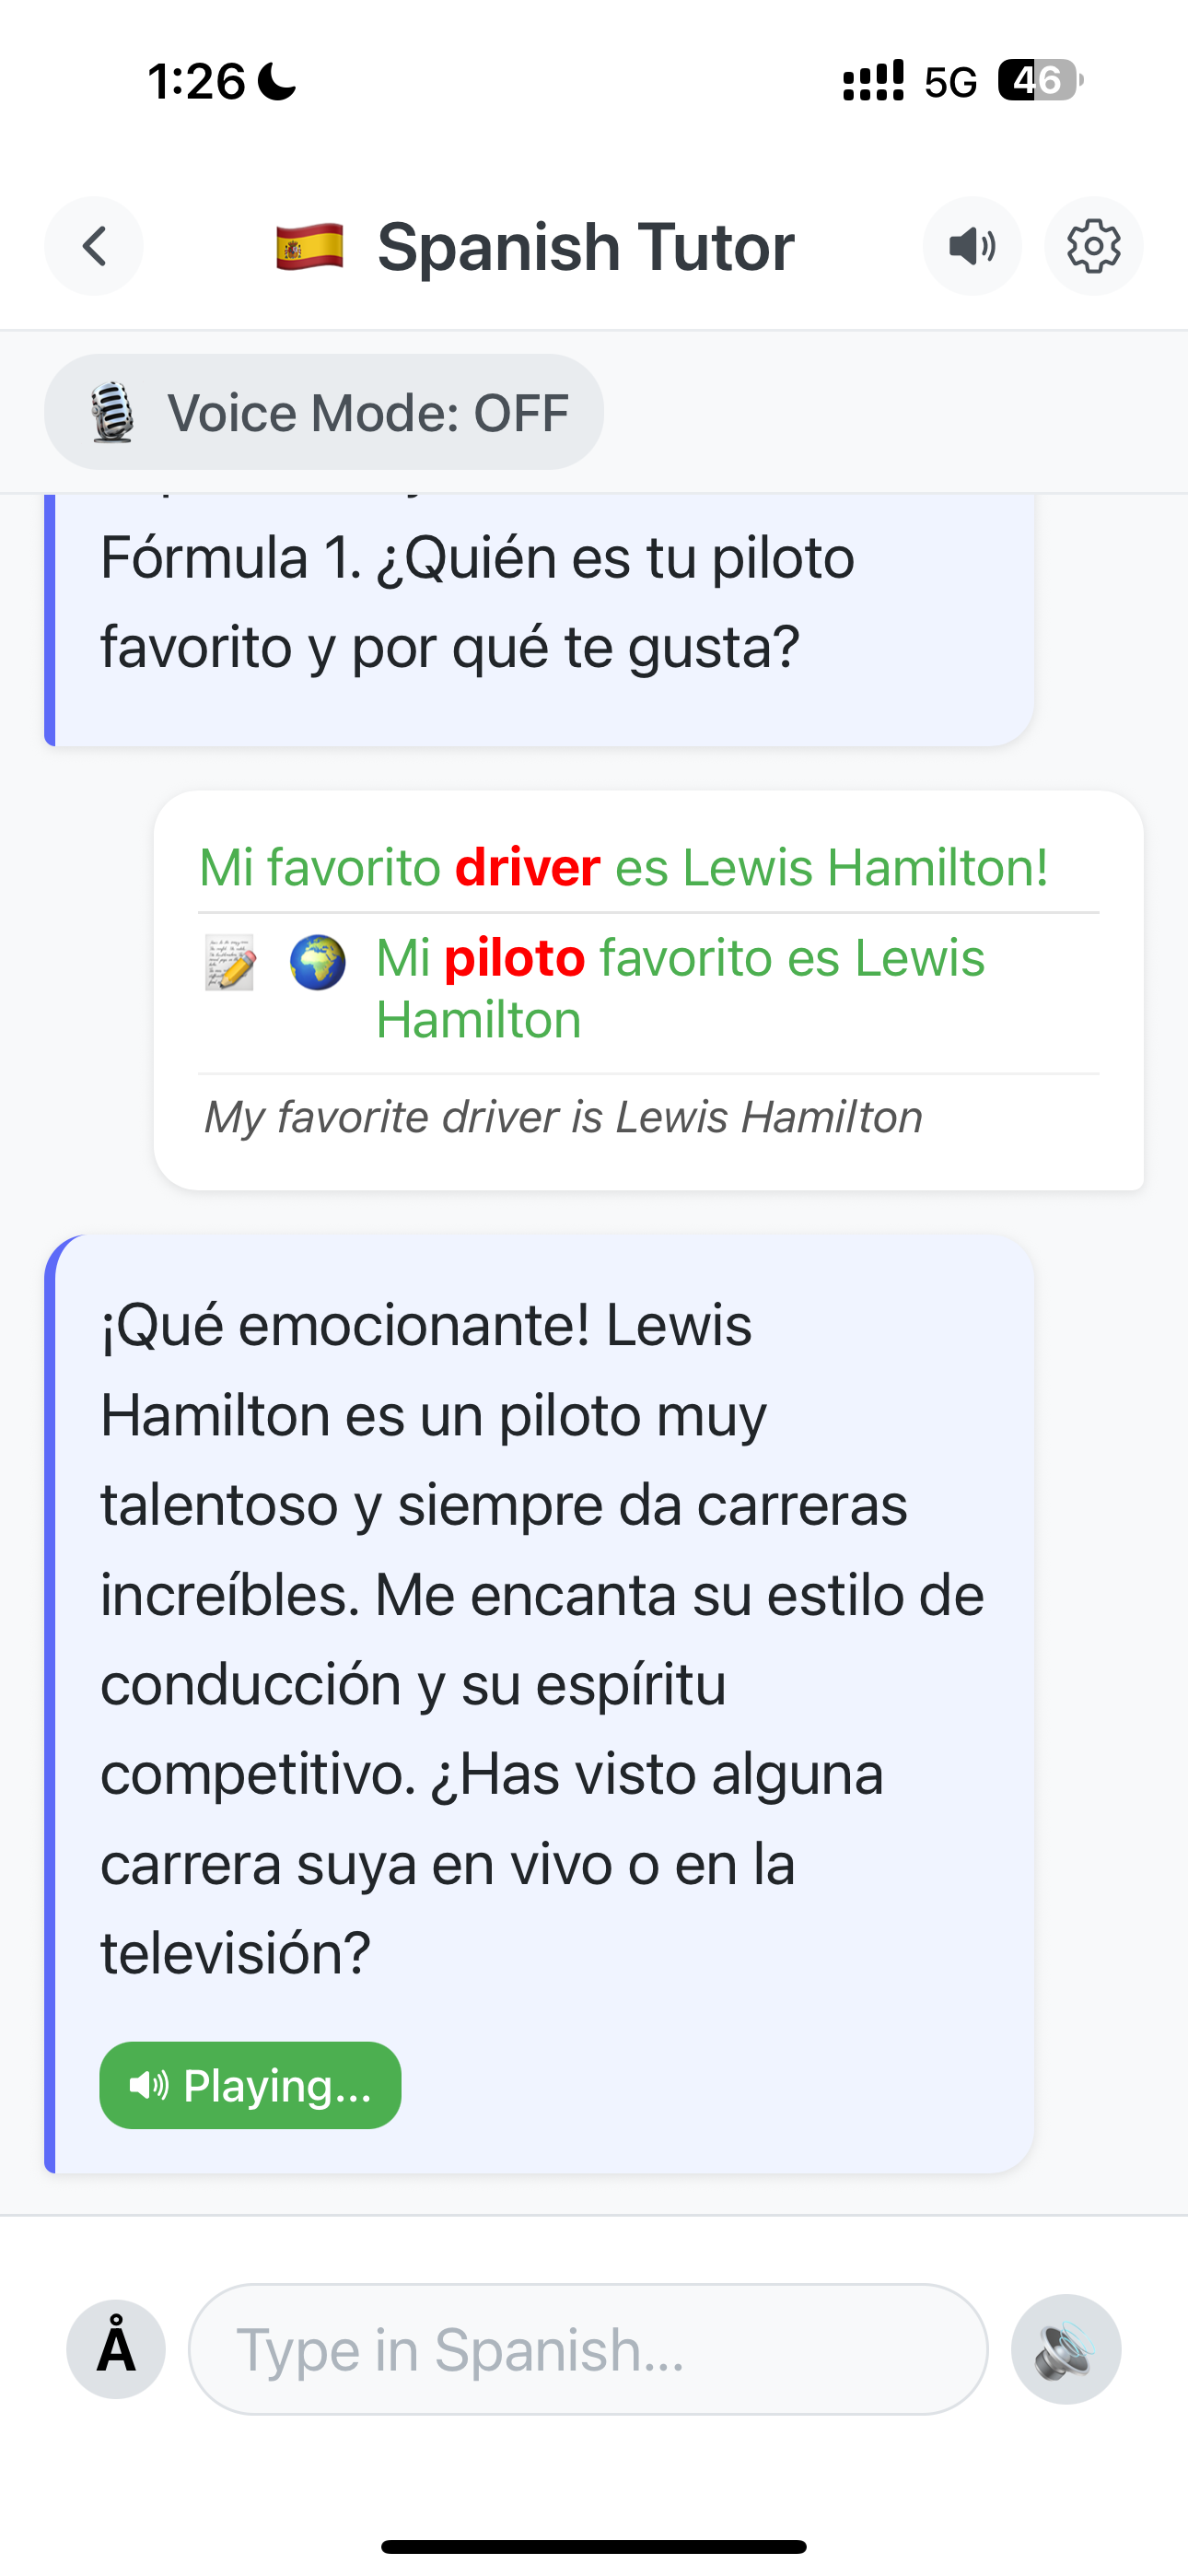 1:26
5G
46
Spanish Tutor
Voice Mode: OFF
Fórmula 1. ¿Quién es tu piloto
favorito y por qué te gusta?
Mi favorito driver es Lewis Hamilton!
Mi piloto favorito es Lewis
Hamilton
My favorite driver is Lewis Hamilton
¡Qué emocionante! Lewis
Hamilton es un piloto muy
talentoso y siempre da carreras
increíbles. Me encanta su estilo de
conducción y su espíritu
competitivo. ¿Has visto alguna
carrera suya en vivo o en la
televisión?
Playing...
Å
Type in Spanish...